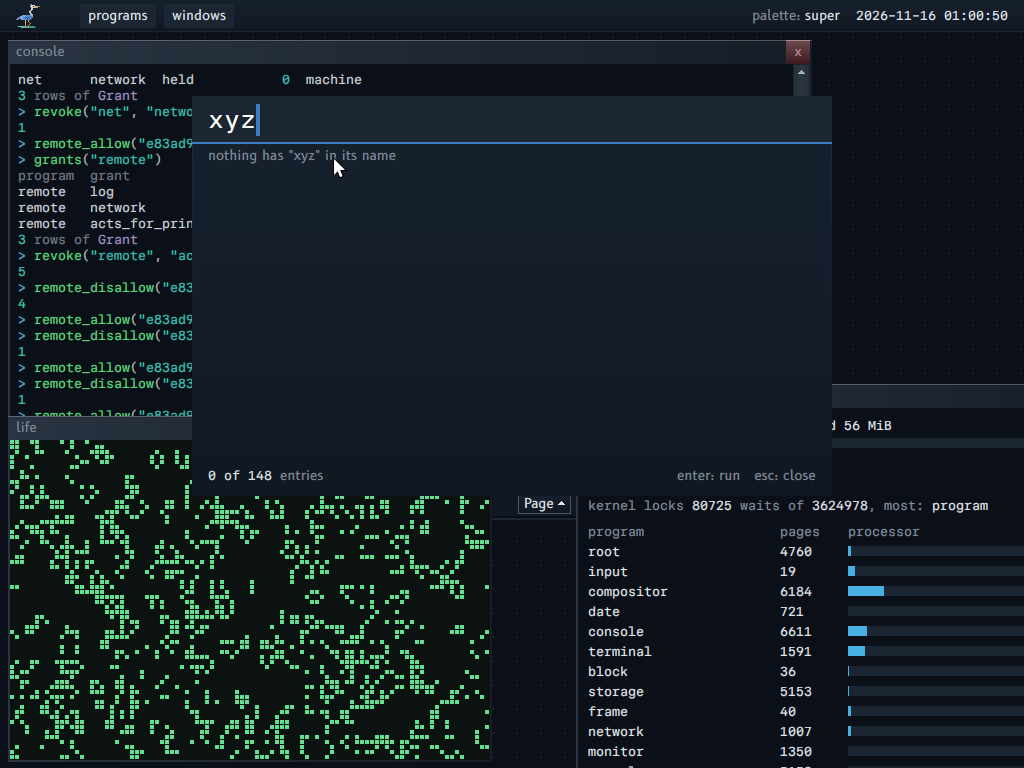 programs windows palette: super 2026-11-16 01:00:50
console x
net network held 0 machine
3 rows of Grant
> revoke("net", "netwo
1
> remote_allow("e83ad9
> grants("remote")
program grant
remote log
remote network
remote acts_for_prin
3 rows of Grant
> revoke("remote", "ac
5
> remote_disallow("e83
4
> remote_allow("e83ad9
> remote_disallow("e83
1
> remote_allow("e83ad9
> remote_disallow("e83
1
> remote_allow("e83ad9
xyz
nothing has "xyz" in its name
0 of 148 entries enter: run esc: close
life
Page
d 56 MiB
kernel locks 80725 waits of 3624978, most: program
program pages processor
root 4760
input 19
compositor 6184
date 721
console 6611
terminal 1591
block 36
storage 5153
frame 40
network 1007
monitor 1350